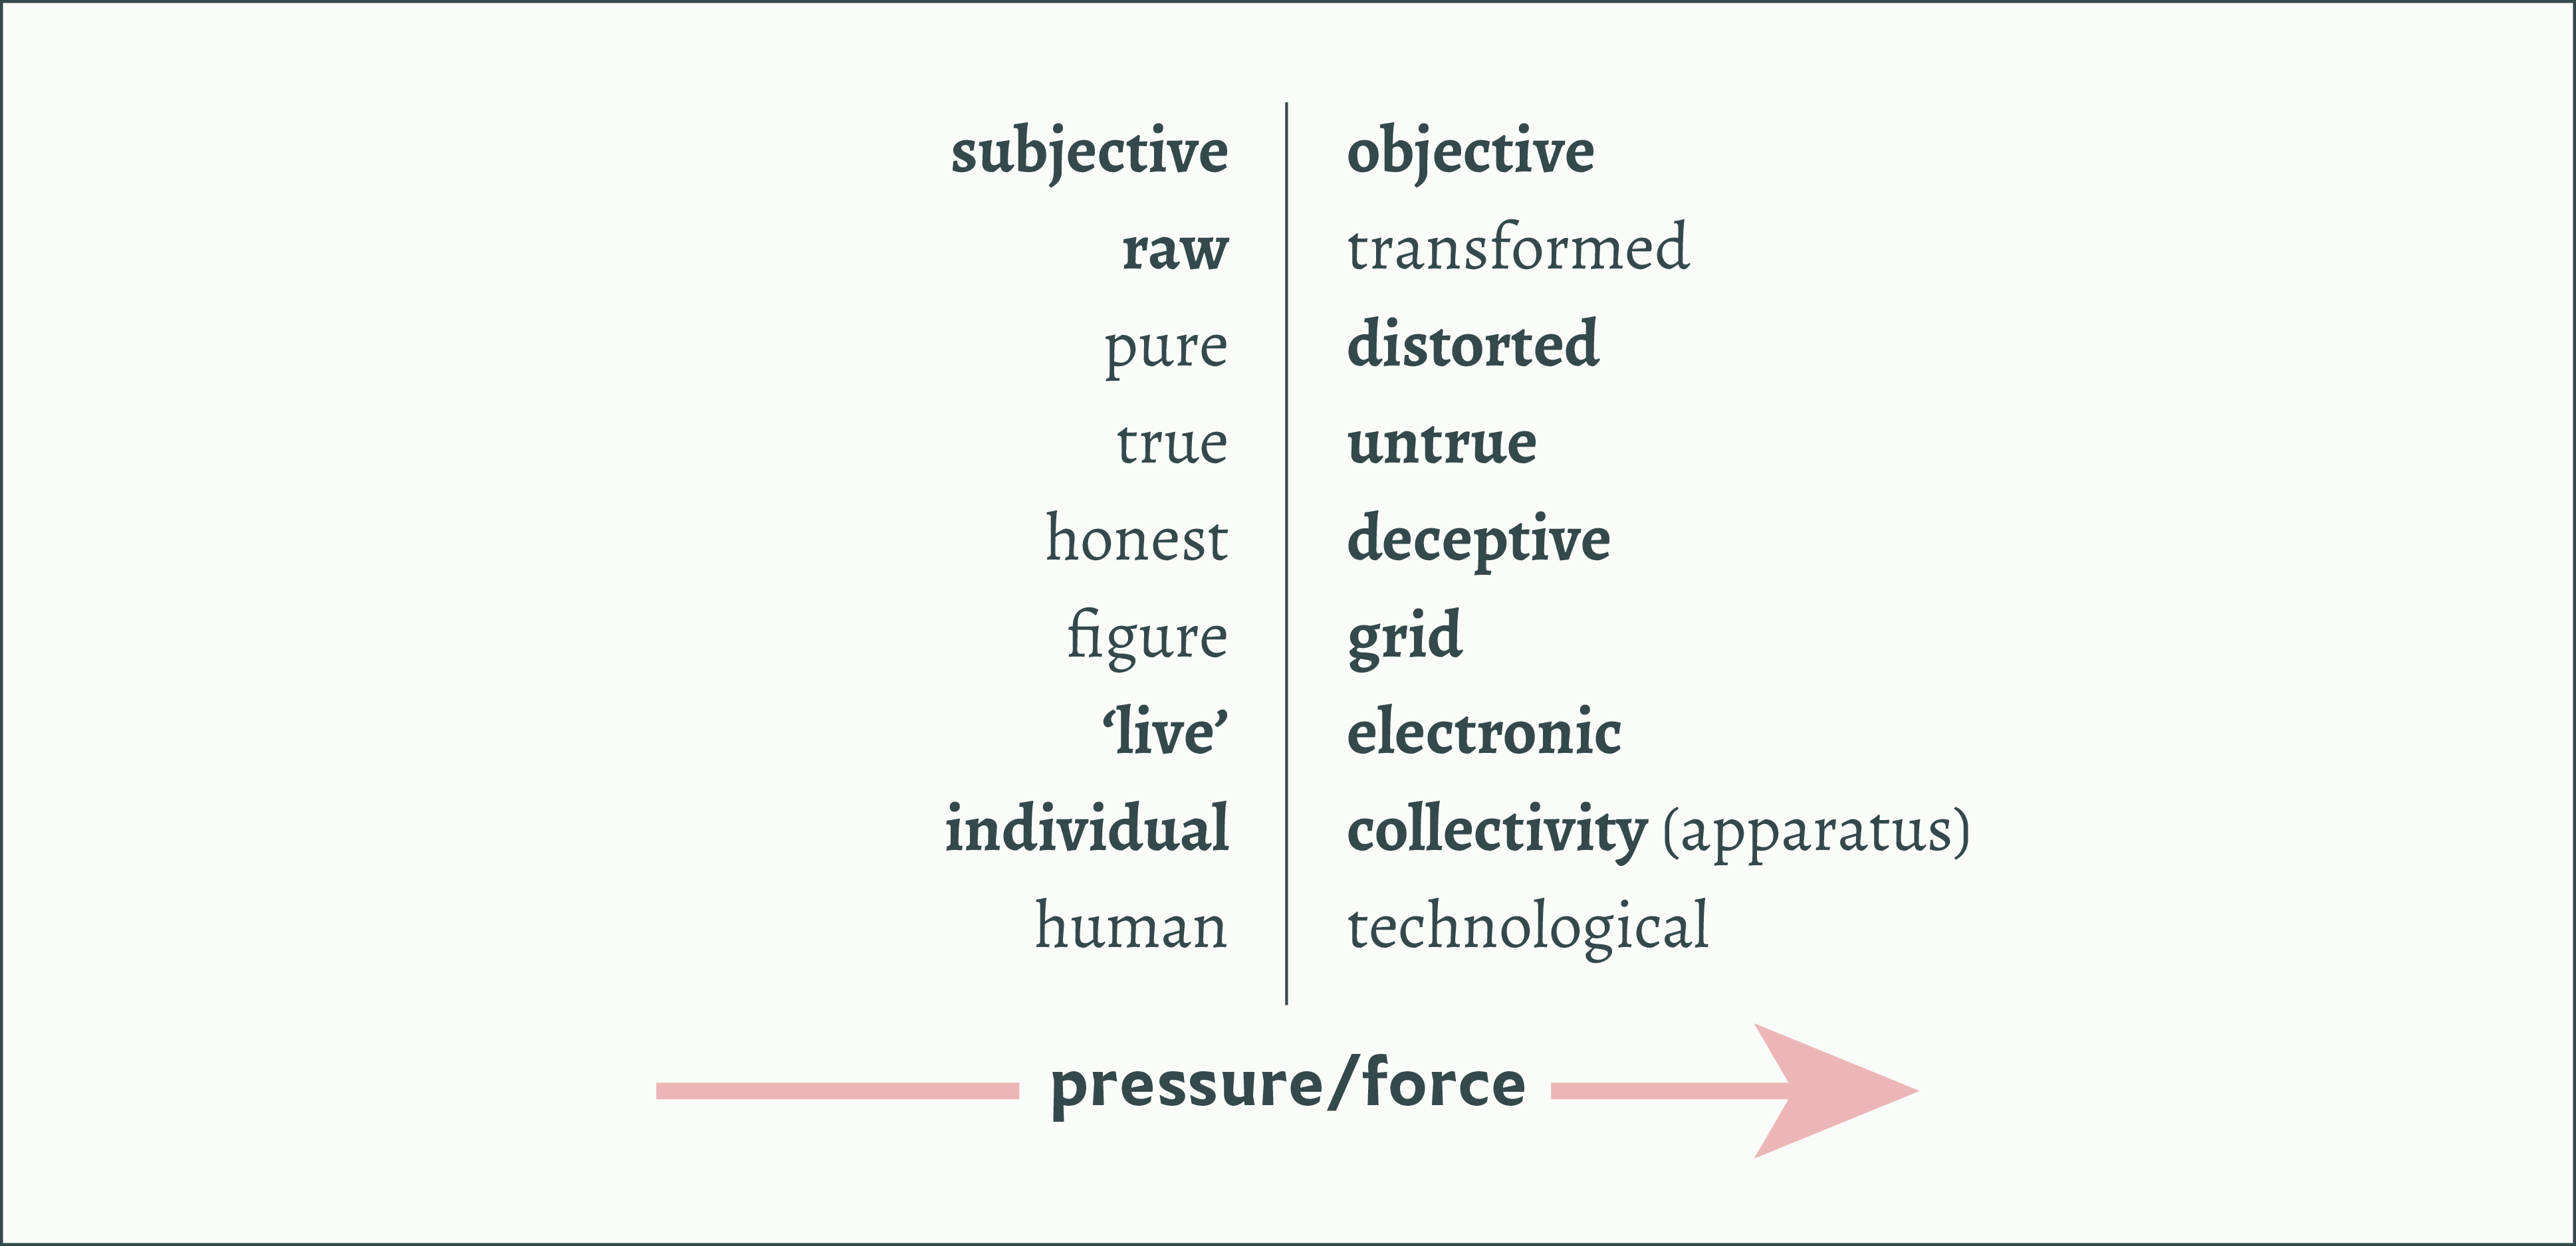 subjective objective
raw transformed
pure distorted
true untrue
honest deceptive
figure grid
‘live’ electronic
individual collectivity (apparatus)
human technological
pressure/force